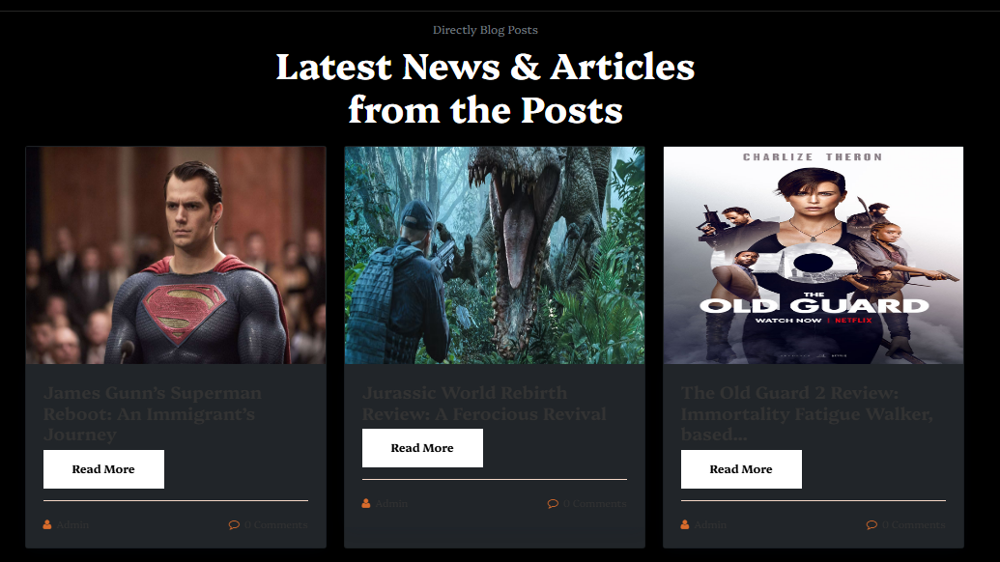 Directly Blog Posts
Latest News & Articles
from the Posts
CHARLIZE THERON
THE
OLD GUARD
WATCH NOW | NETFLIX
James Gunn's Superman
Reboot: An Immigrant's
Journey
Read More
Admin
0 Comments
Jurassic World Rebirth
Review: A Ferocious Revival
Read More
Admin
0 Comments
The Old Guard 2 Review:
Immortality Fatigue Walker,
based...
Read More
Admin
0 Comments